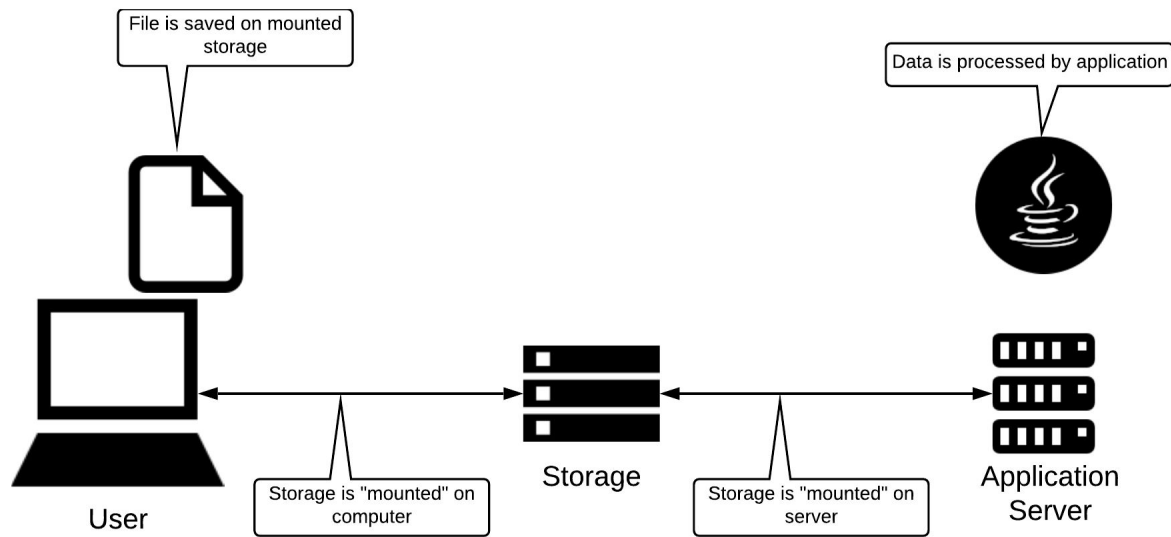 File is saved on mounted
storage
Data is processed by application
Storage is "mounted" on
computer
Storage is "mounted" on
server
User
Storage
Application
Server